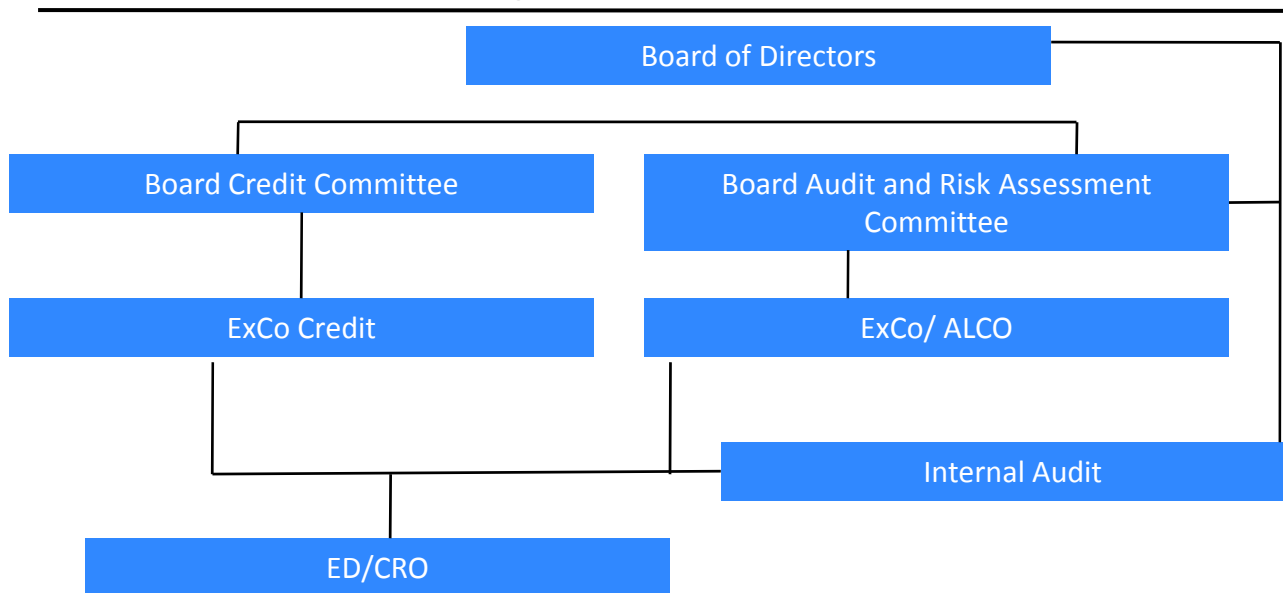 Board of Directors
Board Credit Committee
Board Audit and Risk Assessment
Committee
ExCo Credit
ExCo/ ALCO
Internal Audit
ED/CRO